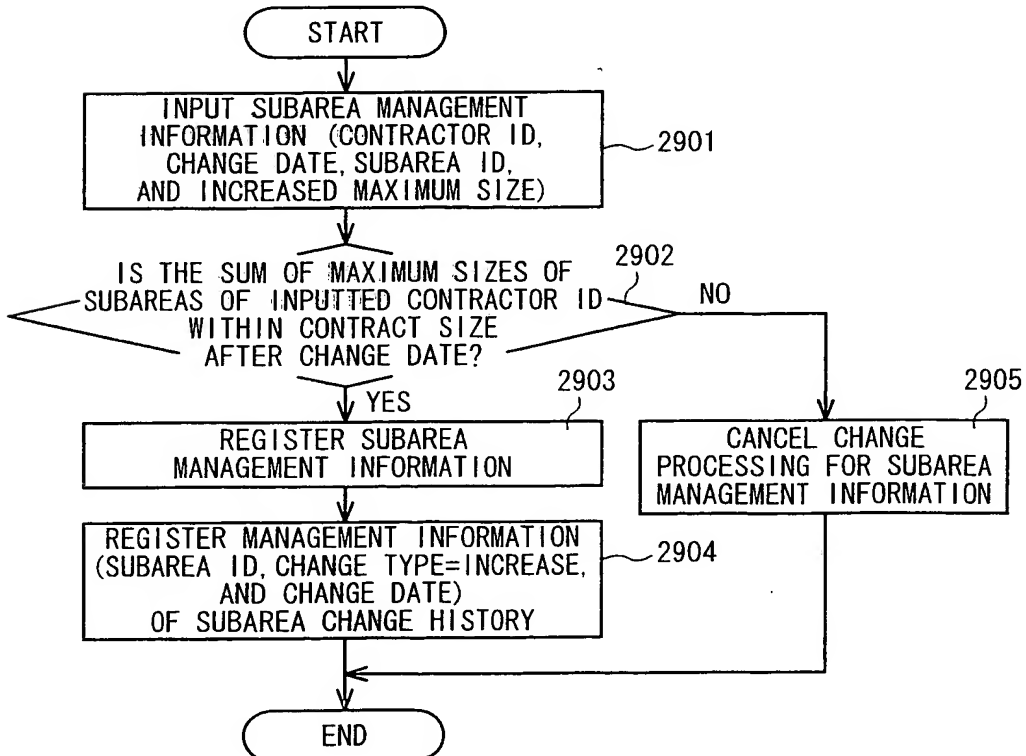 START
INPUT SUBAREA MANAGEMENT
INFORMATION (CONTRACTOR ID,
CHANGE DATE, SUBAREA ID,
AND INCREASED MAXIMUM SIZE)
2901
IS THE SUM OF MAXIMUM SIZES OF
SUBAREAS OF INPUTTED CONTRACTOR ID
WITHIN CONTRACT SIZE
AFTER CHANGE DATE?
2902
NO
YES
2903
REGISTER SUBAREA
MANAGEMENT INFORMATION
2905
CANCEL CHANGE
PROCESSING FOR SUBAREA
MANAGEMENT INFORMATION
REGISTER MANAGEMENT INFORMATION
(SUBAREA ID, CHANGE TYPE=INCREASE,
AND CHANGE DATE)
OF SUBAREA CHANGE HISTORY
2904
END